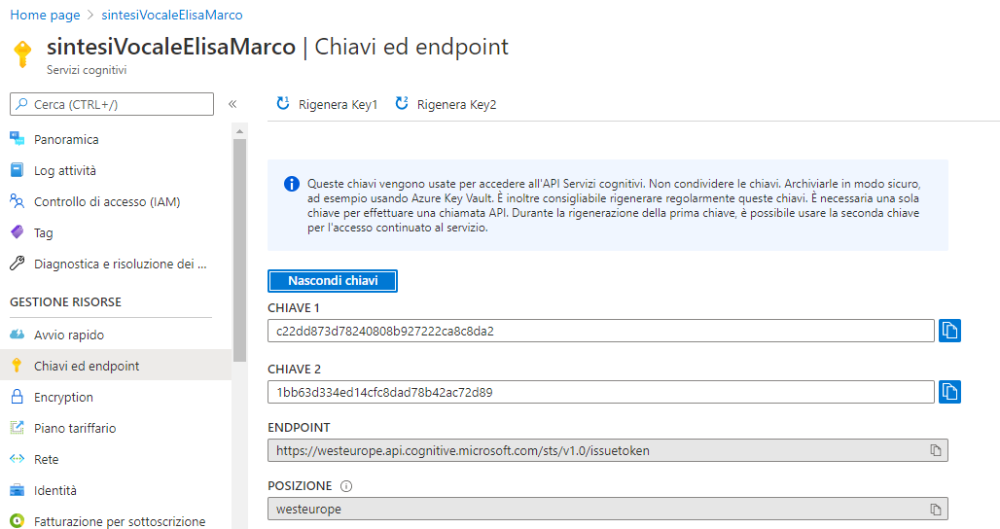 Home page > sintesiVocaleElisaMarco
sintesiVocaleElisaMarco | Chiavi ed endpoint
Servizi cognitivi
Cerca (CTRL+/)
«
Panoramica
Log attività
Controllo di accesso (IAM)
Tag
Diagnostica e risoluzione dei ...
GESTIONE RISORSE
Avvio rapido
Chiavi ed endpoint
Encryption
Piano tariffario
Rete
Identità
Fatturazione per sottoscrizione
Rigenera Key1 Rigenera Key2
Queste chiavi vengono usate per accedere all'API Servizi cognitivi. Non condividere le chiavi. Archiviarle in modo sicuro,
ad esempio usando Azure Key Vault. È inoltre consigliabile rigenerare regolarmente queste chiavi. È necessaria una sola
chiave per effettuare una chiamata API. Durante la rigenerazione della prima chiave, è possibile usare la seconda chiave
per l'accesso continuato al servizio.
Nascondi chiavi
CHIAVE 1
c22dd873d78240808b927222ca8c8da2
CHIAVE 2
1bb63d334ed14cfc8dad78b42ac72d89
ENDPOINT
https://westeurope.api.cognitive.microsoft.com/sts/v1.0/issuetoken
POSIZIONE
westeurope